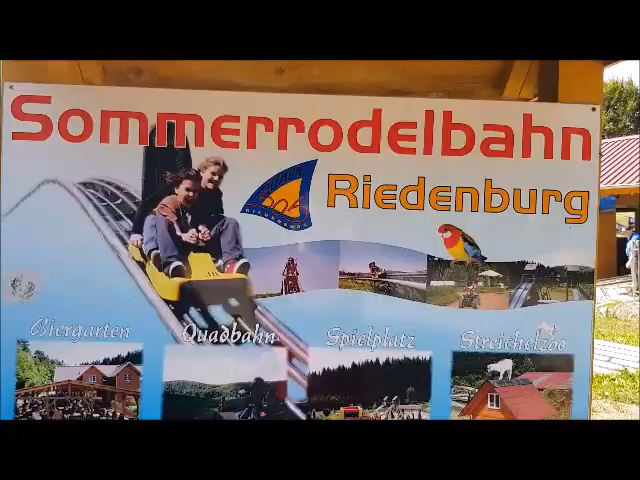 Sommerrodelbahn
Riedenburg
Biergarten Quadbahn Spielplatz Streichelzoo